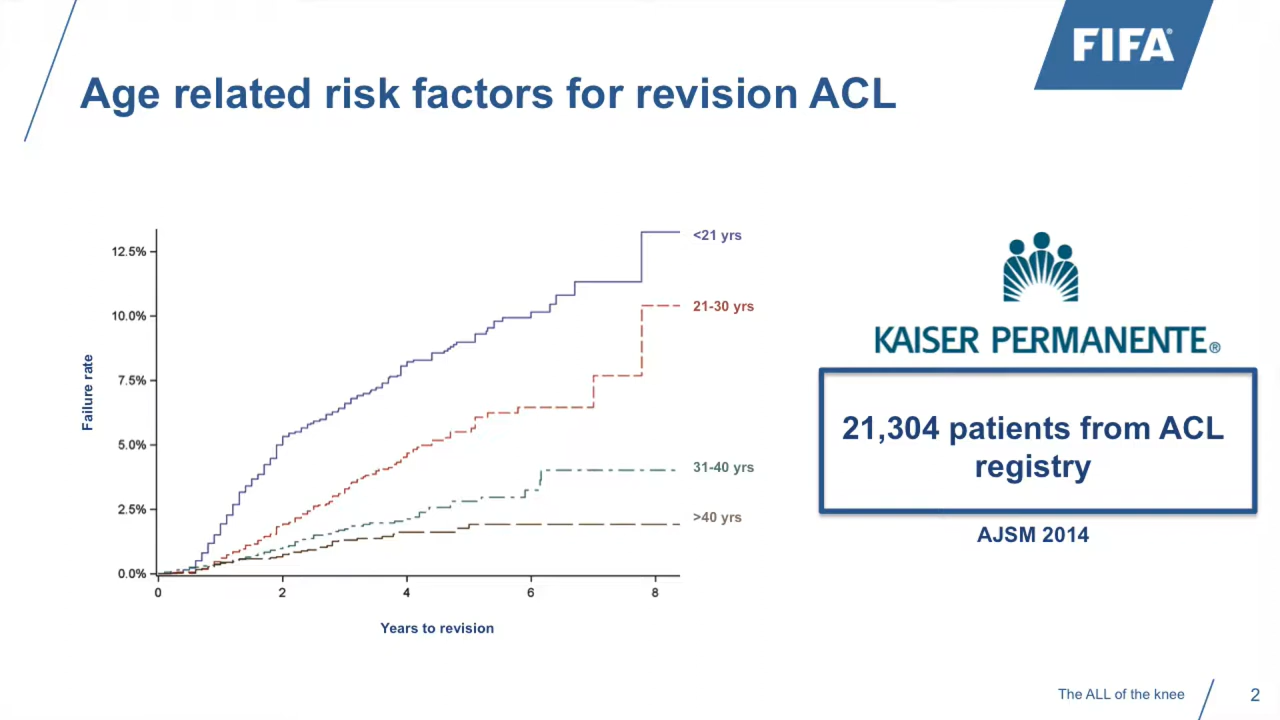 FIFA®
Age related risk factors for revision ACL
12.5%
10.0%
7.5%
5.0%
2.5%
0.0%
Failure rate
0 2 4 6 8
Years to revision
<21 yrs
21-30 yrs
31-40 yrs
>40 yrs
KAISER PERMANENTE®
21,304 patients from ACL
registry
AJSM 2014
The ALL of the knee
2